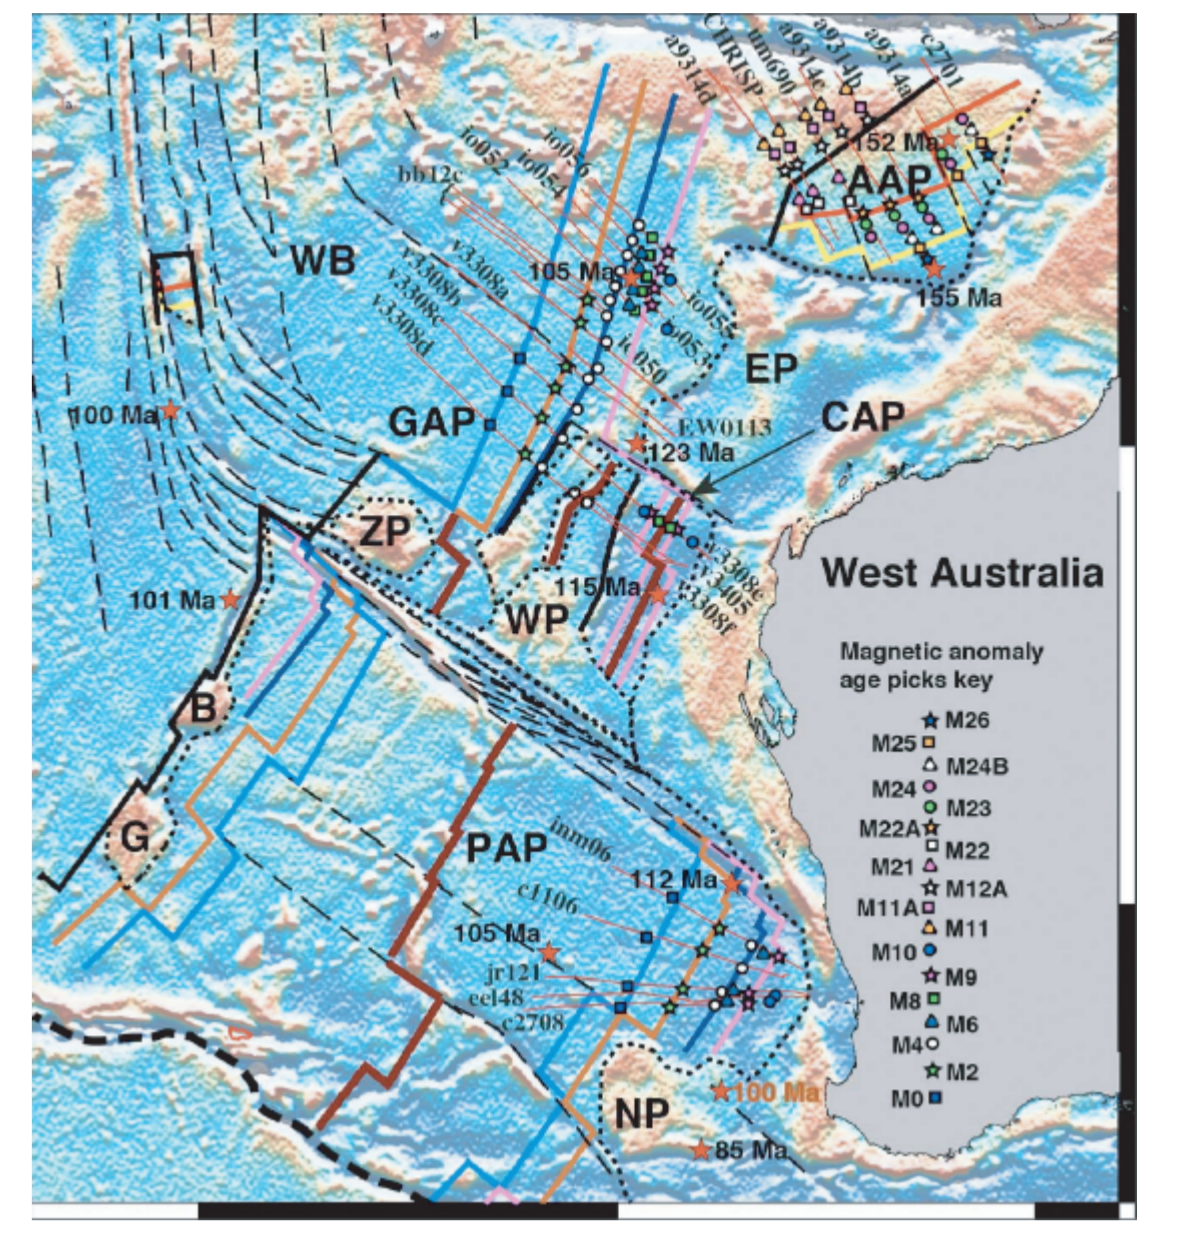 a9314d
CHRISP
um690
a9314c
a9314b
a9314a
c2701
152 Ma
AAP
155 Ma
io056
io054
io052
bb12c
WB
v3308a
v3308b
v3308c
v3308d
105 Ma
io055
io053
io050
EP
CAP
EW0113
123 Ma
GAP
100 Ma
ZP
WP
115 Ma
v3308e
v3405
v3308f
101 Ma
B
G
West Australia
Magnetic anomaly
age picks key
M26
M25
M24B
M24
M23
M22A
M22
M21
M12A
M11A
M11
M10
M9
M8
M6
M4
M2
M0
PAP
inm06
112 Ma
c1106
105 Ma
jr121
eel48
c2708
NP
100 Ma
85 Ma